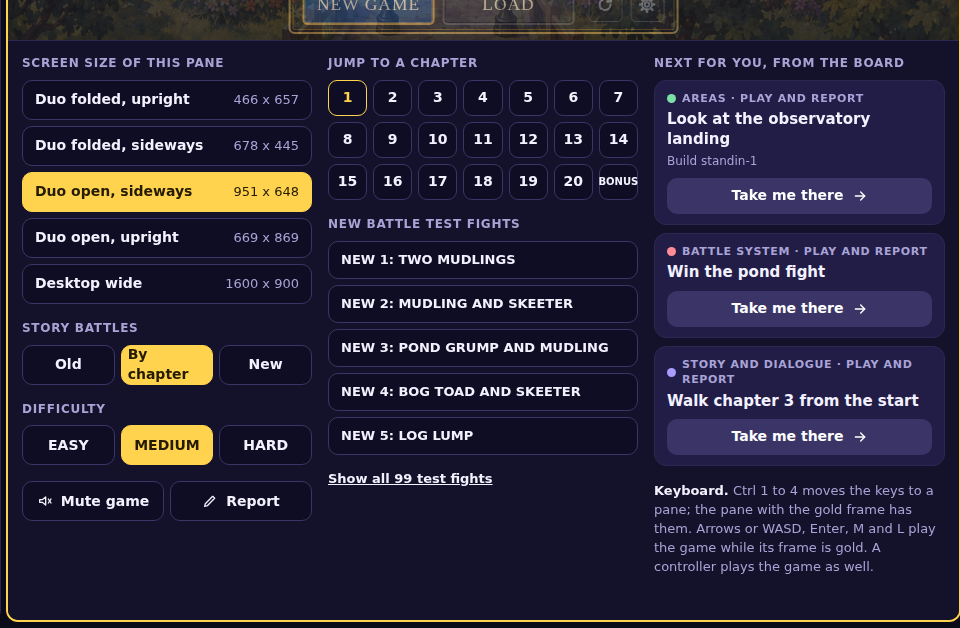 NEW GAME
LOAD
SCREEN SIZE OF THIS PANE
Duo folded, upright 466 x 657
Duo folded, sideways 678 x 445
Duo open, sideways 951 x 648
Duo open, upright 669 x 869
Desktop wide 1600 x 900
STORY BATTLES
Old
By
chapter
New
DIFFICULTY
EASY MEDIUM HARD
Mute game Report
JUMP TO A CHAPTER
1 2 3 4 5 6 7
8 9 10 11 12 13 14
15 16 17 18 19 20 BONUS
NEW BATTLE TEST FIGHTS
NEW 1: TWO MUDLINGS
NEW 2: MUDLING AND SKEETER
NEW 3: POND GRUMP AND MUDLING
NEW 4: BOG TOAD AND SKEETER
NEW 5: LOG LUMP
Show all 99 test fights
NEXT FOR YOU, FROM THE BOARD
AREAS · PLAY AND REPORT
Look at the observatory
landing
Build standin-1
Take me there →
BATTLE SYSTEM · PLAY AND REPORT
Win the pond fight
Take me there →
STORY AND DIALOGUE · PLAY AND
REPORT
Walk chapter 3 from the start
Take me there →
Keyboard. Ctrl 1 to 4 moves the keys to a
pane; the pane with the gold frame has
them. Arrows or WASD, Enter, M and L play
the game while its frame is gold. A
controller plays the game as well.